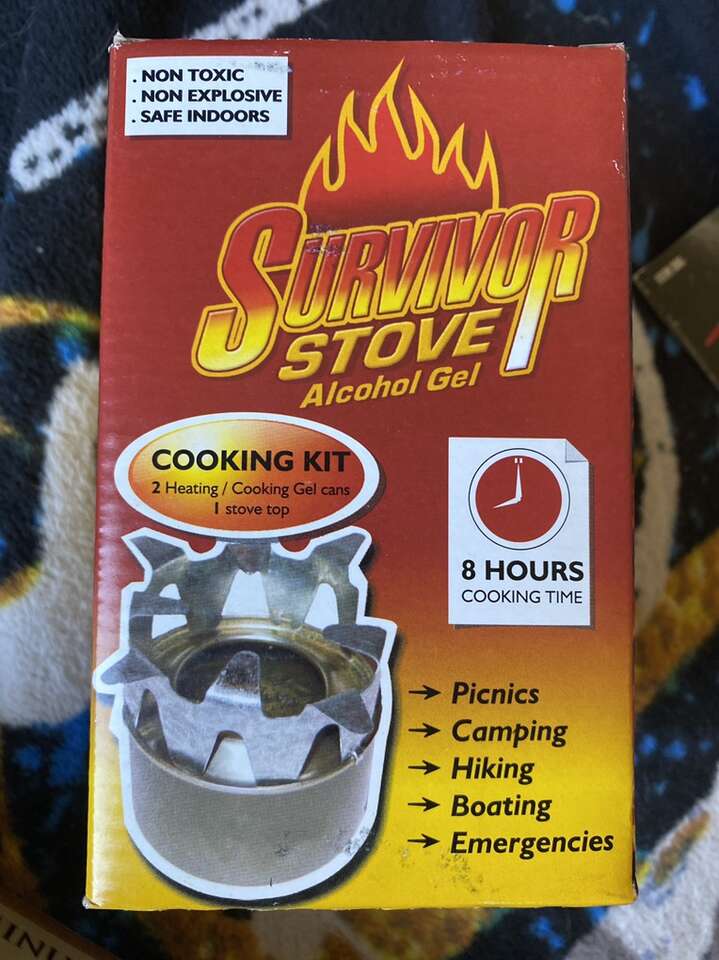 . NON TOXIC
. NON EXPLOSIVE
. SAFE INDOORS
SURVIVOR
STOVE
Alcohol Gel
COOKING KIT
2 Heating / Cooking Gel cans
1 stove top
8 HOURS
COOKING TIME
→ Picnics
→ Camping
→ Hiking
→ Boating
→ Emergencies